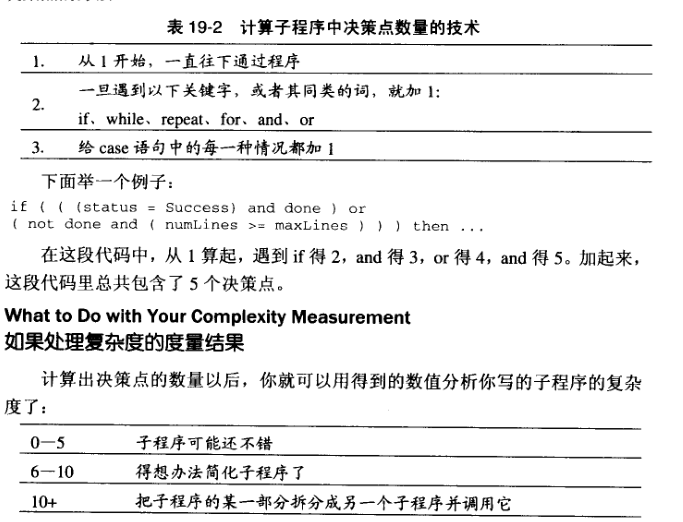 表 19-2 计算子程序中决策点数量的技术
1. 从 1 开始，一直往下通过程序
2. 一旦遇到以下关键字，或者其同类的词，就加 1：
if、while、repeat、for、and、or
3. 给 case 语句中的每一种情况都加 1
下面举一个例子：
if ( ( (status = Success) and done ) or
( not done and ( numLines >= maxLines ) ) ) then ...
在这段代码中，从 1 算起，遇到 if 得 2，and 得 3，or 得 4，and 得 5。加起来，
这段代码里总共包含了 5 个决策点。
What to Do with Your Complexity Measurement
如果处理复杂度的度量结果
计算出决策点的数量以后，你就可以用得到的数值分析你写的子程序的复杂
度了：
0—5 子程序可能还不错
6—10 得想办法简化子程序了
10+ 把子程序的某一部分拆分成另一个子程序并调用它